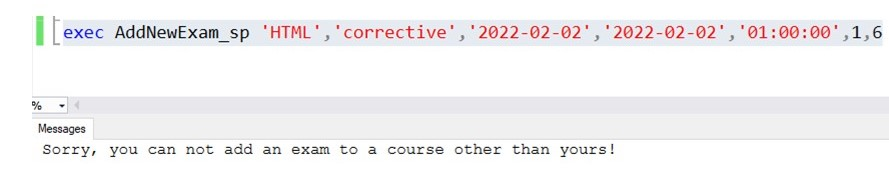 exec AddNewExam_sp 'HTML','corrective','2022-02-02','2022-02-02','01:00:00',1,6
%
Messages
Sorry, you can not add an exam to a course other than yours!